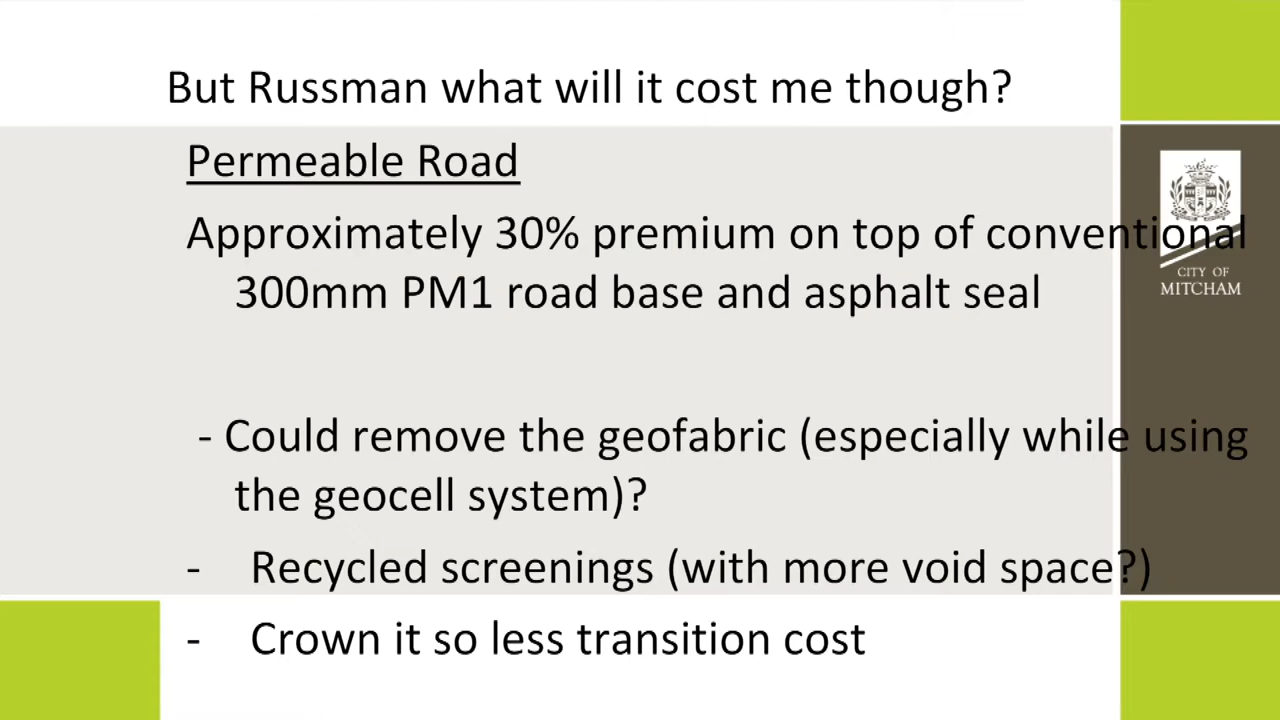 But Russman what will it cost me though?
Permeable Road
Approximately 30% premium on top of conventional
300mm PM1 road base and asphalt seal
CITY OF
MITCHAM
- Could remove the geofabric (especially while using
the geocell system)?
- Recycled screenings (with more void space?)
- Crown it so less transition cost